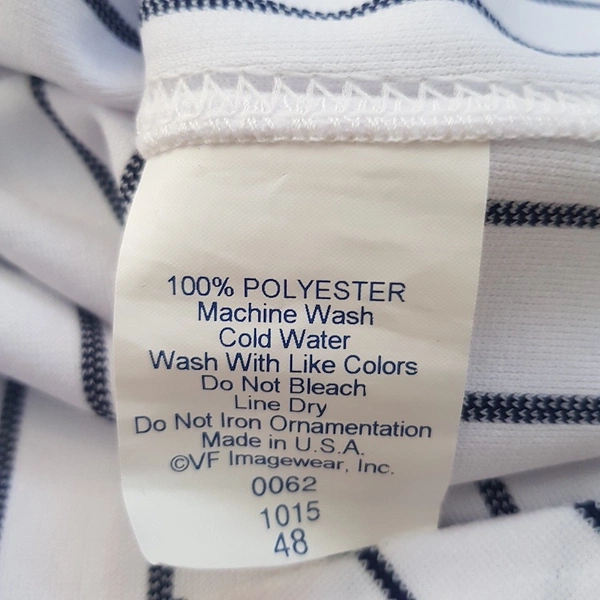 100% POLYESTER
Machine Wash
Cold Water
Wash With Like Colors
Do Not Bleach
Line Dry
Do Not Iron Ornamentation
Made in U.S.A.
©VF Imagewear, Inc.
0062
1015
48